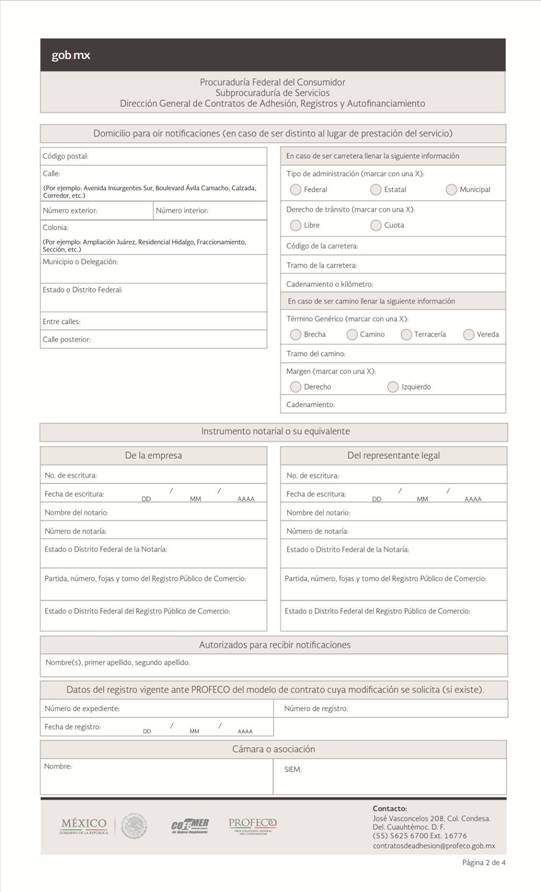 gob mx
Procuraduría Federal del Consumidor
Subprocuraduría de Servicios
Dirección General de Contratos de Adhesión, Registros y Autofinanciamiento
Domicilio para oir notificaciones (en caso de ser distinto al lugar de prestación del servicio)
Código postal:
Calle:
(Por ejemplo: Avenida Insurgentes Sur, Boulevard Ávila Camacho, Calzada,
Corredor, etc.)
Número exterior:
Número interior:
Colonia:
(Por ejemplo: Ampliación Juárez, Residencial Hidalgo, Fraccionamiento,
Sección, etc.)
Municipio o Delegación:
Estado o Distrito Federal:
Entre calles:
Calle posterior:
En caso de ser carretera llenar la siguiente información
Tipo de administración (marcar con una X):
Federal Estatal Municipal
Derecho de tránsito (marcar con una X):
Libre Cuota
Código de la carretera:
Tramo de la carretera:
Cadenamiento o kilómetro:
En caso de ser camino llenar la siguiente información
Término Genérico (marcar con una X):
Brecha Camino Terracería Vereda
Tramo del camino:
Margen (marcar con una X):
Derecho Izquierdo
Cadenamiento:
Instrumento notarial o su equivalente
De la empresa
No. de escritura:
Fecha de escritura: DD / MM / AAAA
Nombre del notario:
Número de notaría:
Estado o Distrito Federal de la Notaría:
Partida, número, fojas y tomo del Registro Público de Comercio:
Estado o Distrito Federal del Registro Público de Comercio:
Del representante legal
No. de escritura:
Fecha de escritura: DD / MM / AAAA
Nombre del notario:
Número de notaría:
Estado o Distrito Federal de la Notaría:
Partida, número, fojas y tomo del Registro Público de Comercio:
Estado o Distrito Federal del Registro Público de Comercio:
Autorizados para recibir notificaciones
Nombre(s), primer apellido, segundo apellido:
Datos del registro vigente ante PROFECO del modelo de contrato cuya modificación se solicita (si existe).
Número de expediente:
Número de registro:
Fecha de registro: DD / MM / AAAA
Cámara o asociación
Nombre:
SIEM:
MÉXICO
GOBIERNO DE LA REPÚBLICA
COFEMER
PROFECO
PROCURADURÍA FEDERAL
DEL CONSUMIDOR
Contacto:
José Vasconcelos 208, Col. Condesa.
Del. Cuauhtémoc. D. F.
(55) 5625 6700 Ext. 16776
contratosdeadhesion@profeco.gob.mx
Página 2 de 4